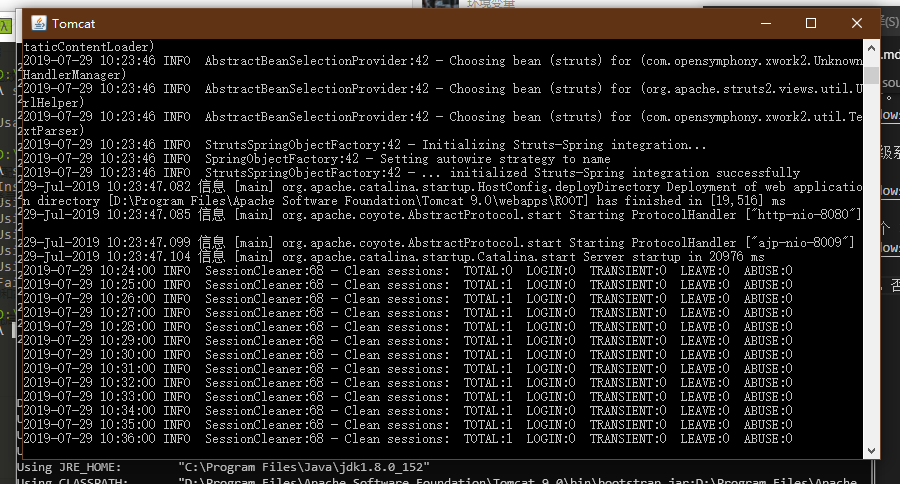 环境变量
Tomcat
taticContentLoader)
2019-07-29 10:23:46 INFO  AbstractBeanSelectionProvider:42 - Choosing bean (struts) for (com.opensymphony.xwork2.Unknown
HandlerManager)
2019-07-29 10:23:46 INFO  AbstractBeanSelectionProvider:42 - Choosing bean (struts) for (org.apache.struts2.views.util.U
rlHelper)
2019-07-29 10:23:46 INFO  AbstractBeanSelectionProvider:42 - Choosing bean (struts) for (com.opensymphony.xwork2.util.Te
xtParser)
2019-07-29 10:23:46 INFO  StrutsSpringObjectFactory:42 - Initializing Struts-Spring integration...
2019-07-29 10:23:46 INFO  SpringObjectFactory:42 - Setting autowire strategy to name
2019-07-29 10:23:46 INFO  StrutsSpringObjectFactory:42 - ... initialized Struts-Spring integration successfully
29-Jul-2019 10:23:47.082 信息 [main] org.apache.catalina.startup.HostConfig.deployDirectory Deployment of web applicatio
n directory [D:\Program Files\Apache Software Foundation\Tomcat 9.0\webapps\ROOT] has finished in [19,516] ms
29-Jul-2019 10:23:47.085 信息 [main] org.apache.coyote.AbstractProtocol.start Starting ProtocolHandler ["http-nio-8080"]
29-Jul-2019 10:23:47.099 信息 [main] org.apache.coyote.AbstractProtocol.start Starting ProtocolHandler ["ajp-nio-8009"]
29-Jul-2019 10:23:47.104 信息 [main] org.apache.catalina.startup.Catalina.start Server startup in 20976 ms
2019-07-29 10:24:00 INFO  SessionCleaner:68 - Clean sessions:  TOTAL:0  LOGIN:0  TRANSIENT:0  LEAVE:0  ABUSE:0
2019-07-29 10:25:00 INFO  SessionCleaner:68 - Clean sessions:  TOTAL:1  LOGIN:0  TRANSIENT:0  LEAVE:0  ABUSE:0
2019-07-29 10:26:00 INFO  SessionCleaner:68 - Clean sessions:  TOTAL:1  LOGIN:0  TRANSIENT:0  LEAVE:0  ABUSE:0
2019-07-29 10:27:00 INFO  SessionCleaner:68 - Clean sessions:  TOTAL:1  LOGIN:0  TRANSIENT:0  LEAVE:0  ABUSE:0
2019-07-29 10:28:00 INFO  SessionCleaner:68 - Clean sessions:  TOTAL:1  LOGIN:0  TRANSIENT:0  LEAVE:0  ABUSE:0
2019-07-29 10:29:00 INFO  SessionCleaner:68 - Clean sessions:  TOTAL:1  LOGIN:0  TRANSIENT:0  LEAVE:0  ABUSE:0
2019-07-29 10:30:00 INFO  SessionCleaner:68 - Clean sessions:  TOTAL:1  LOGIN:0  TRANSIENT:0  LEAVE:0  ABUSE:0
2019-07-29 10:31:00 INFO  SessionCleaner:68 - Clean sessions:  TOTAL:1  LOGIN:0  TRANSIENT:0  LEAVE:0  ABUSE:0
2019-07-29 10:32:00 INFO  SessionCleaner:68 - Clean sessions:  TOTAL:1  LOGIN:0  TRANSIENT:0  LEAVE:0  ABUSE:0
2019-07-29 10:33:00 INFO  SessionCleaner:68 - Clean sessions:  TOTAL:1  LOGIN:0  TRANSIENT:0  LEAVE:0  ABUSE:0
2019-07-29 10:34:00 INFO  SessionCleaner:68 - Clean sessions:  TOTAL:1  LOGIN:0  TRANSIENT:0  LEAVE:0  ABUSE:0
2019-07-29 10:35:00 INFO  SessionCleaner:68 - Clean sessions:  TOTAL:1  LOGIN:0  TRANSIENT:0  LEAVE:0  ABUSE:0
2019-07-29 10:36:00 INFO  SessionCleaner:68 - Clean sessions:  TOTAL:1  LOGIN:0  TRANSIENT:0  LEAVE:0  ABUSE:0
Using JRE_HOME:        "C:\Program Files\Java\jdk1.8.0_152"
Using CLASSPATH:       "D:\Program Files\Apache Software Foundation\Tomcat 9.0\bin\bootstrap.jar;D:\Program Files\Apache